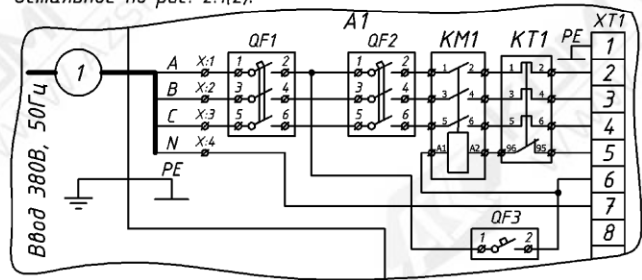 Остальное по рис. 2.1(2).
A1
XT1
QF1
QF2
KM1
KT1
PE
1
A X:1 1 2 1 2 1 2 1 2 2
B X:2 3 4 3 4 3 4 3 4 3
C X:3 5 6 5 6 5 6 5 6 4
N X:4 A1 A2 96 95 5
PE 6
7
QF3
1 2 8
1
Ввод 380В, 50Гц